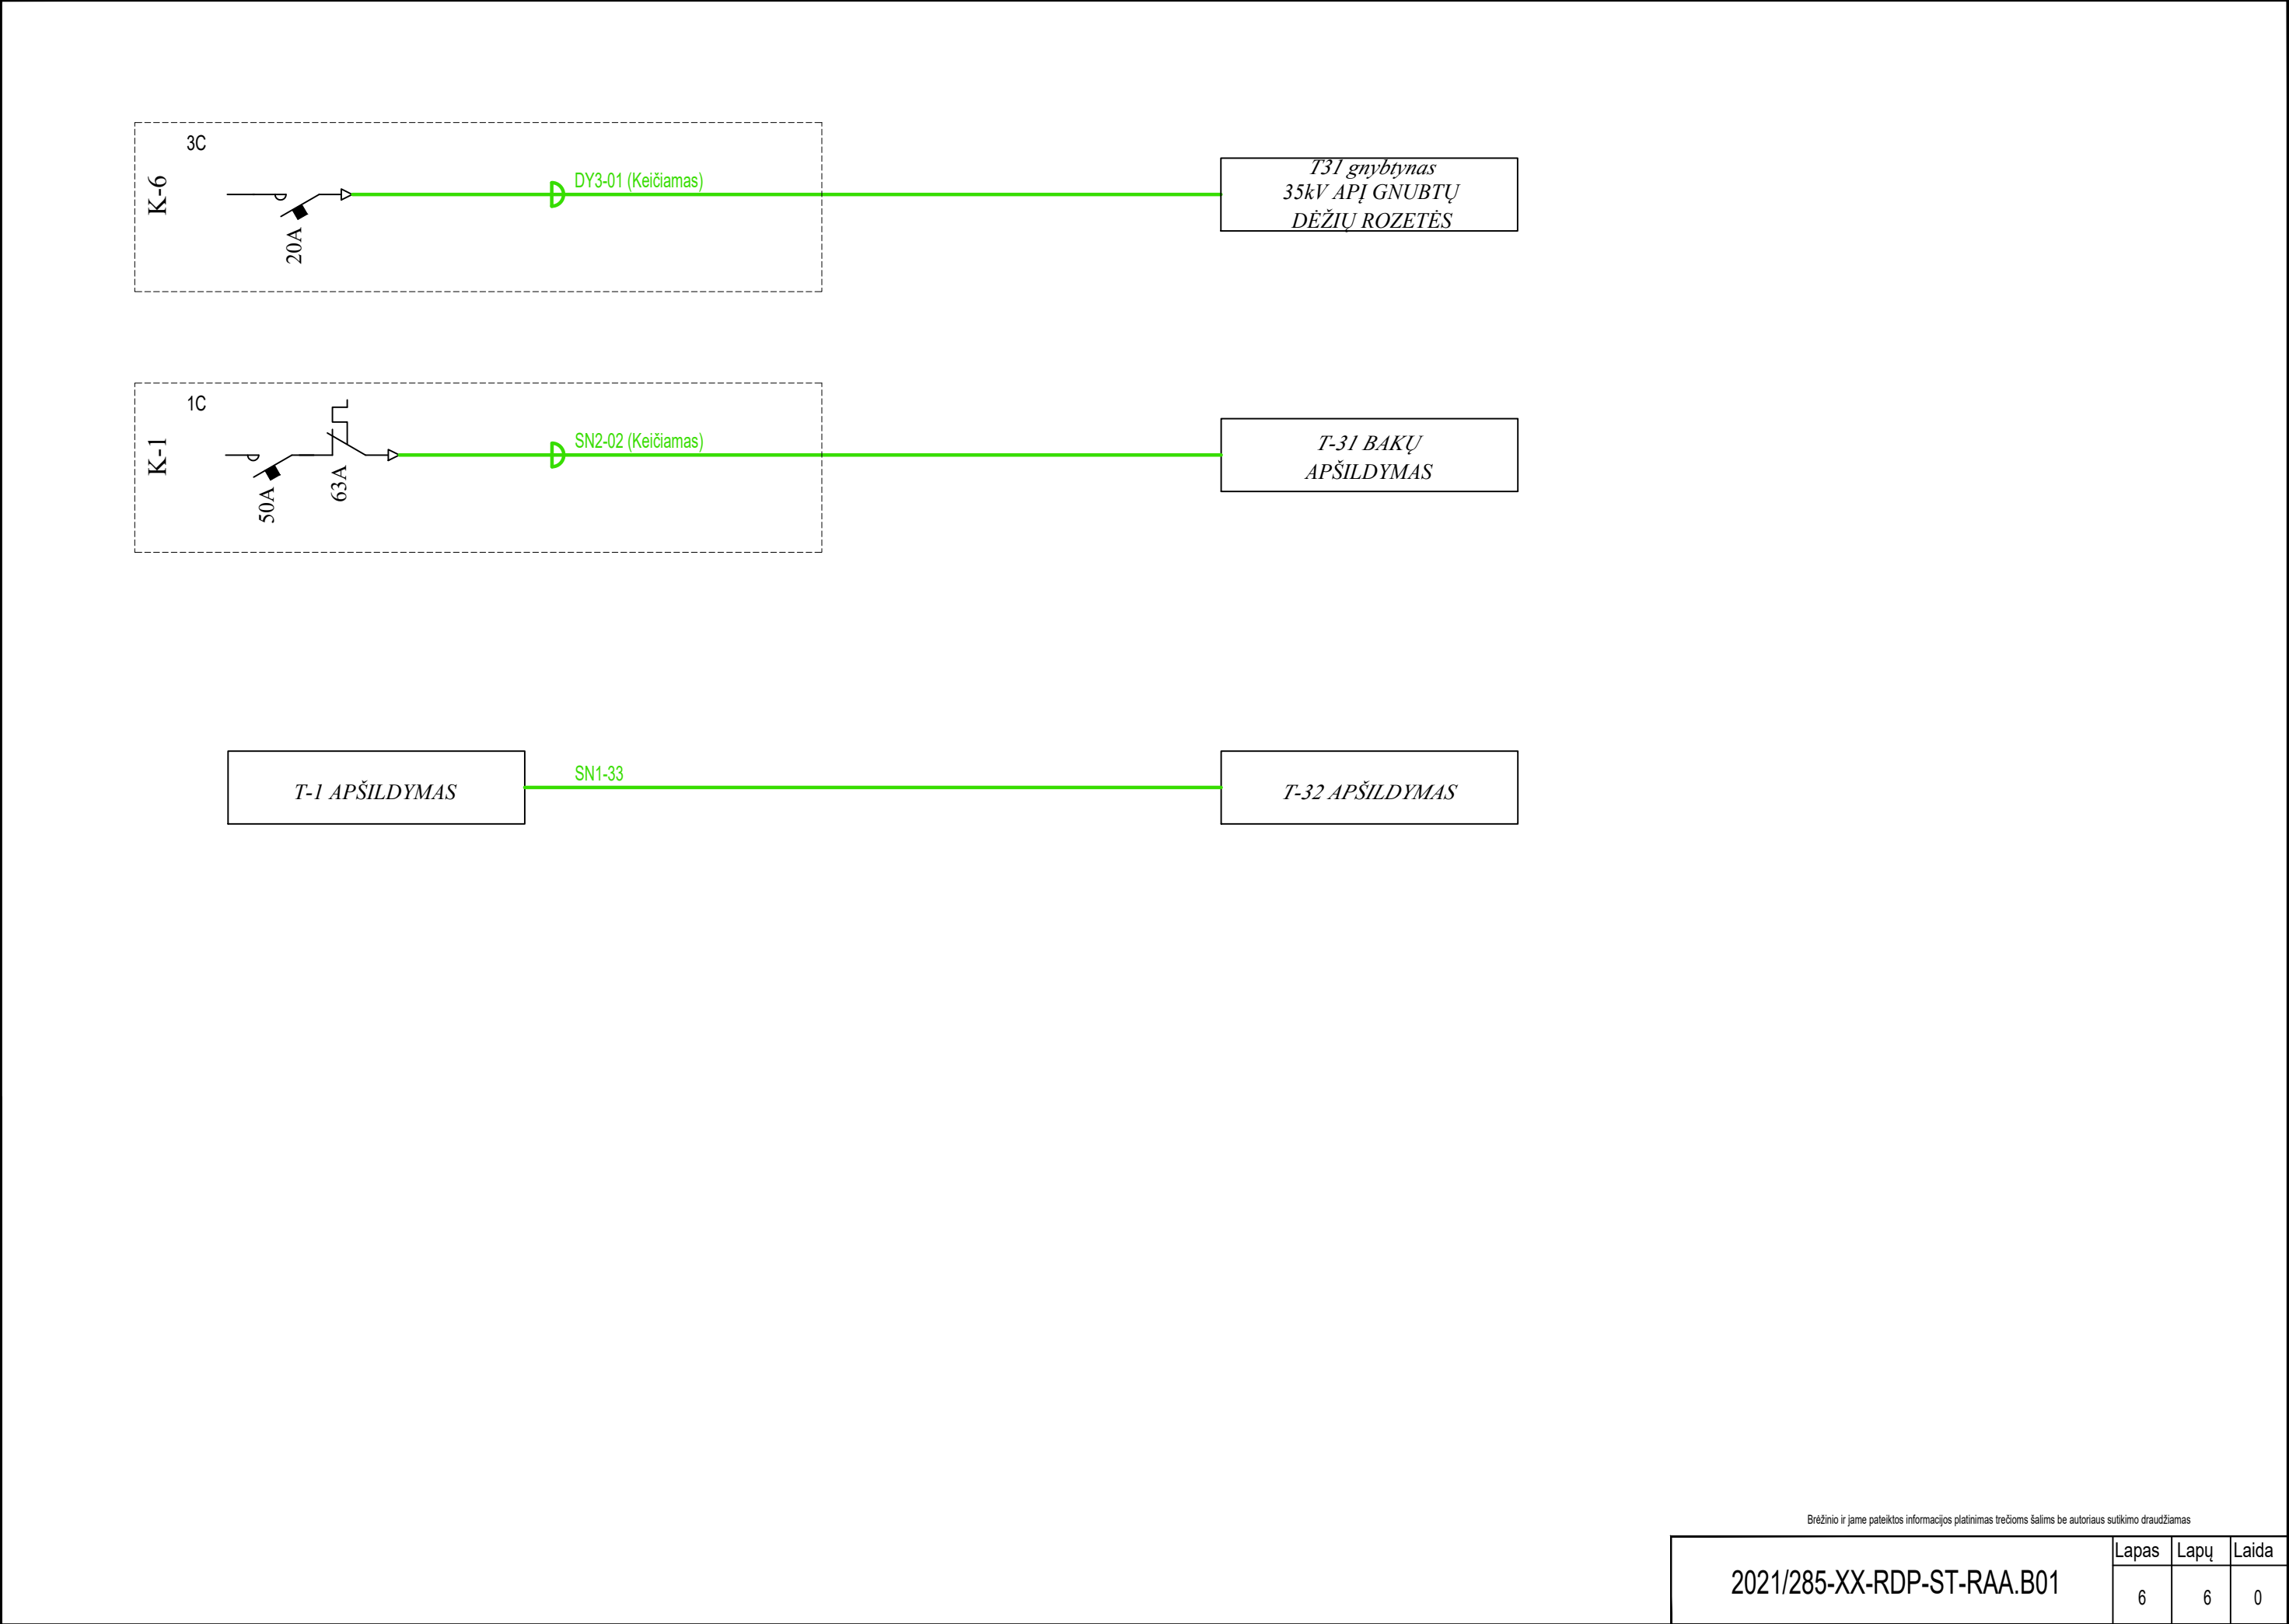 3C
K-6
20A
DY3-01 (Keičiamas)
T31 gnybtynas
35kV APĮ GNUBTŲ
DĖŽIŲ ROZETĖS
1C
K-1
50A
63A
SN2-02 (Keičiamas)
T-31 BAKŲ
APŠILDYMAS
T-1 APŠILDYMAS
SN1-33
T-32 APŠILDYMAS
Brėžinio ir jame pateiktos informacijos platinimas trečioms šalims be autoriaus sutikimo draudžiamas
2021/285-XX-RDP-ST-RAA.B01
Lapas Lapų Laida
6 6 0